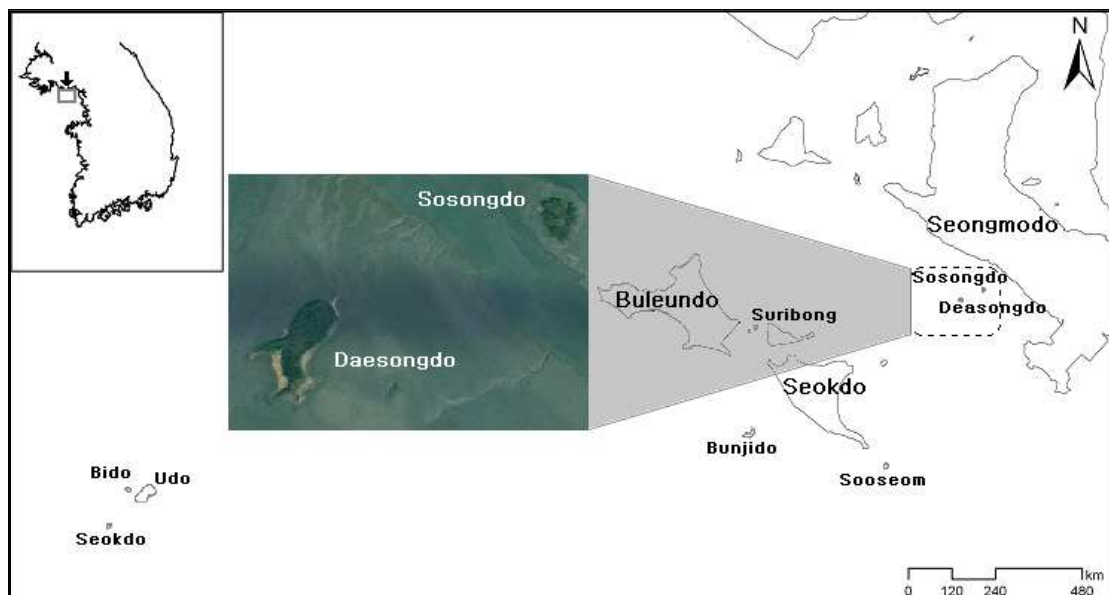 N
Sosongdo
Daesongdo
Seongmodo
Sosongdo
Deasongdo
Buleundo
Suribong
Seokdo
Bunjido
Sooseom
Bido
Udo
Seokdo
km
0 120 240 480